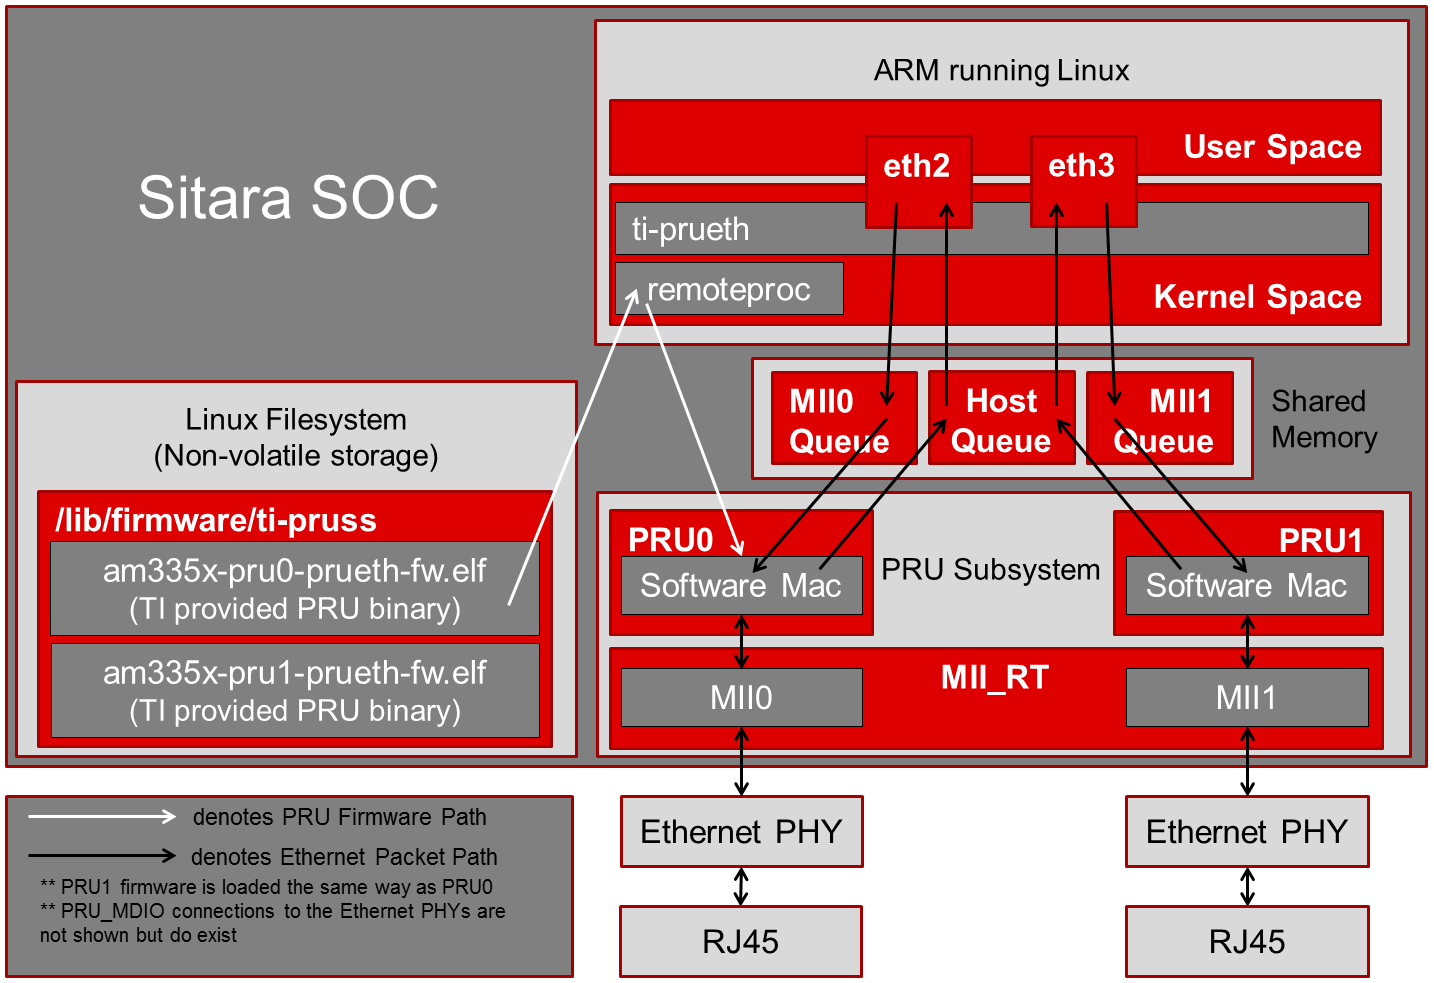 Sitara SOC
ARM running Linux
User Space
eth2
eth3
ti-prueth
remoteproc
Kernel Space
MII0
Queue
Host
Queue
MII1
Queue
Shared
Memory
Linux Filesystem
(Non-volatile storage)
/lib/firmware/ti-pruss
am335x-pru0-prueth-fw.elf
(TI provided PRU binary)
am335x-pru1-prueth-fw.elf
(TI provided PRU binary)
PRU0
Software Mac
PRU Subsystem
PRU1
Software Mac
MII_RT
MII0
MII1
denotes PRU Firmware Path
denotes Ethernet Packet Path
** PRU1 firmware is loaded the same way as PRU0
** PRU_MDIO connections to the Ethernet PHYs are
not shown but do exist
Ethernet PHY
Ethernet PHY
RJ45
RJ45